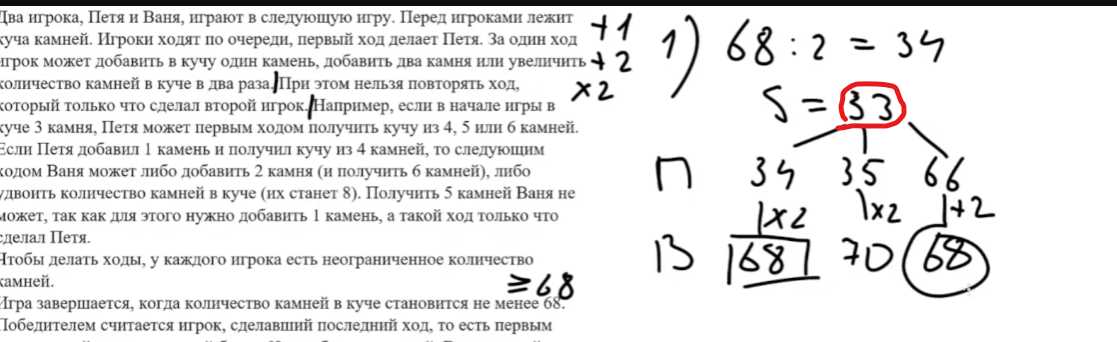 Два игрока, Петя и Ваня, играют в следующую игру. Перед игроками лежит
куча камней. Игроки ходят по очереди, первый ход делает Петя. За один ход
игрок может добавить в кучу один камень, добавить два камня или увеличить
количество камней в куче в два раза. При этом нельзя повторять ход,
который только что сделал второй игрок. Например, если в начале игры в
куче 3 камня, Петя может первым ходом получить кучу из 4, 5 или 6 камней.
Если Петя добавил 1 камень и получил кучу из 4 камней, то следующим
ходом Ваня может либо добавить 2 камня (и получить 6 камней), либо
удвоить количество камней в куче (их станет 8). Получить 5 камней Ваня не
может, так как для этого нужно добавить 1 камень, а такой ход только что
сделал Петя.
Чтобы делать ходы, у каждого игрока есть неограниченное количество
камней.
Игра завершается, когда количество камней в куче становится не менее 68.
Победителем считается игрок, сделавший последний ход, то есть первым
+1
+2
×2
≥68
1) 68 : 2 = 34
S = 33
П 34 35 66
×2 ×2 +2
В 68 70 68